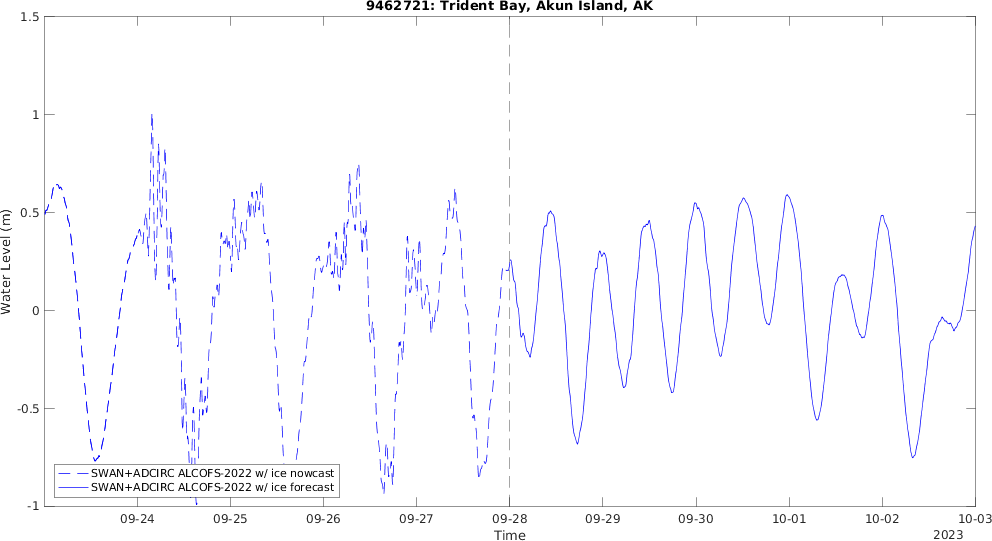 9462721: Trident Bay, Akun Island, AK
1.5
1
0.5
0
-0.5
-1
Water Level (m)
SWAN+ADCIRC ALCOFS-2022 w/ ice nowcast
SWAN+ADCIRC ALCOFS-2022 w/ ice forecast
09-24 09-25 09-26 09-27 09-28 09-29 09-30 10-01 10-02 10-03
Time
2023